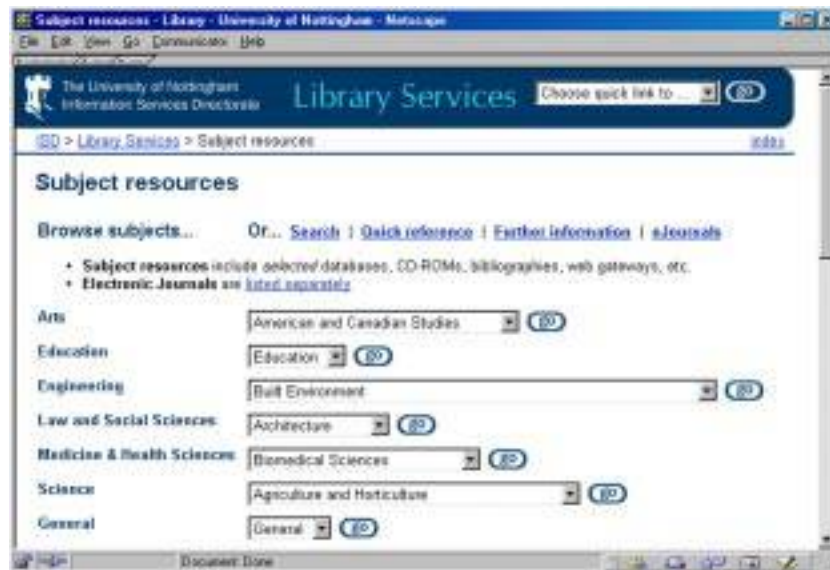 Subject resources - Library - University of Nottingham - Netscape
File Edit View Go Communicator Help
The University of Nottingham
Information Services Directorate
Library Services
Choose quick link to ...
GO
ISD > Library Services > Subject resources
index
Subject resources
Browse subjects... Or... Search | Quick reference | Further information | eJournals
• Subject resources include selected databases, CD-ROMs, bibliographies, web gateways, etc.
• Electronic Journals are listed separately
Arts American and Canadian Studies GO
Education Education GO
Engineering Built Environment GO
Law and Social Sciences Architecture GO
Medicine & Health Sciences Biomedical Sciences GO
Science Agriculture and Horticulture GO
General General GO
Document: Done